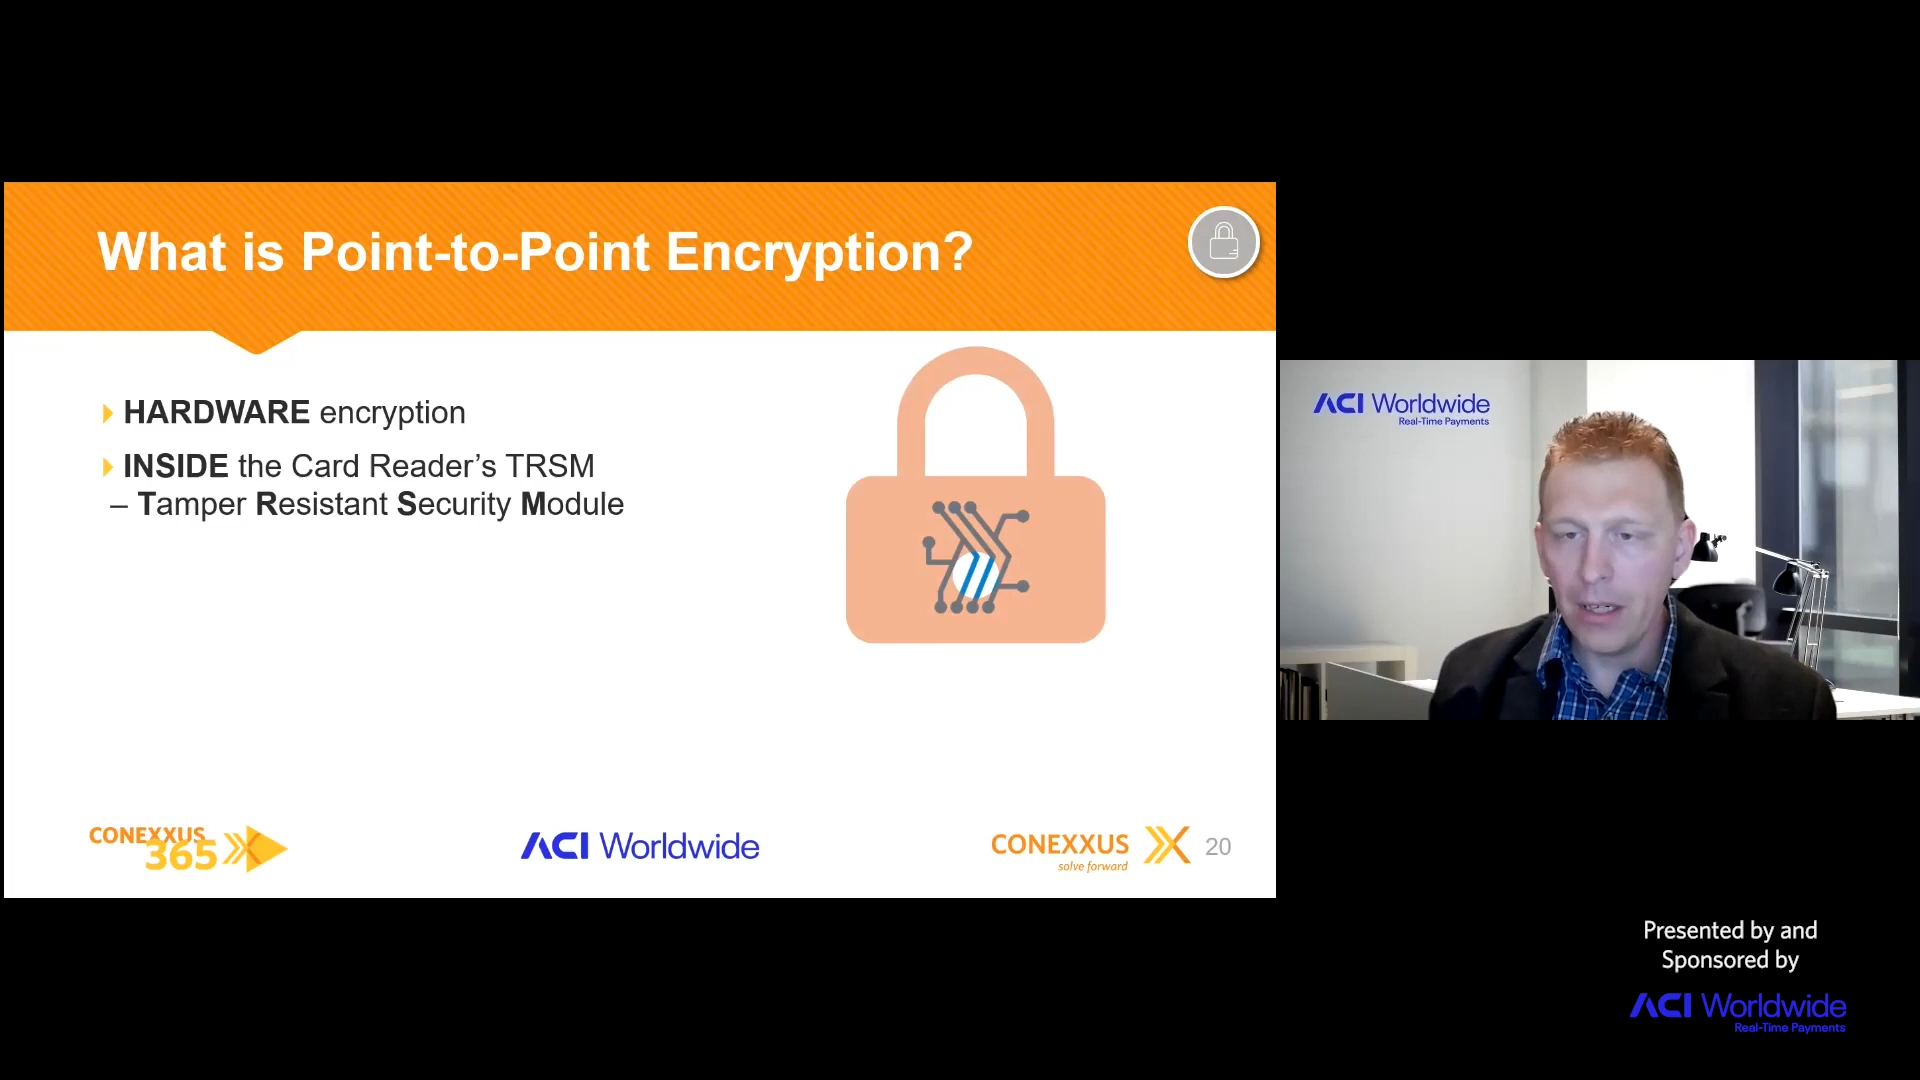 What is Point-to-Point Encryption?
HARDWARE encryption
INSIDE the Card Reader’s TRSM
– Tamper Resistant Security Module
CONEXXUS
365
ACI Worldwide
CONEXXUS
solve forward
20
ACI Worldwide
Real-Time Payments
Presented by and
Sponsored by
ACI Worldwide
Real-Time Payments